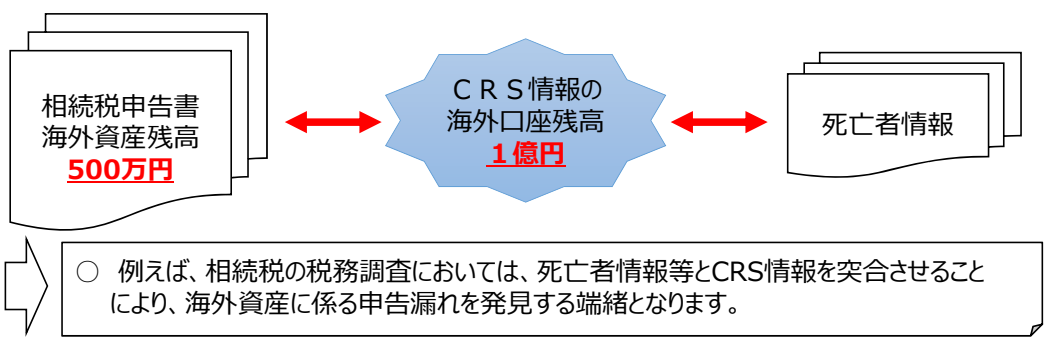 相続税申告書
海外資産残高
500万円
ＣＲＳ情報の
海外口座残高
１億円
死亡者情報
○　例えば、相続税の税務調査においては、死亡者情報等とCRS情報を突合させること
により、海外資産に係る申告漏れを発見する端緒となります。